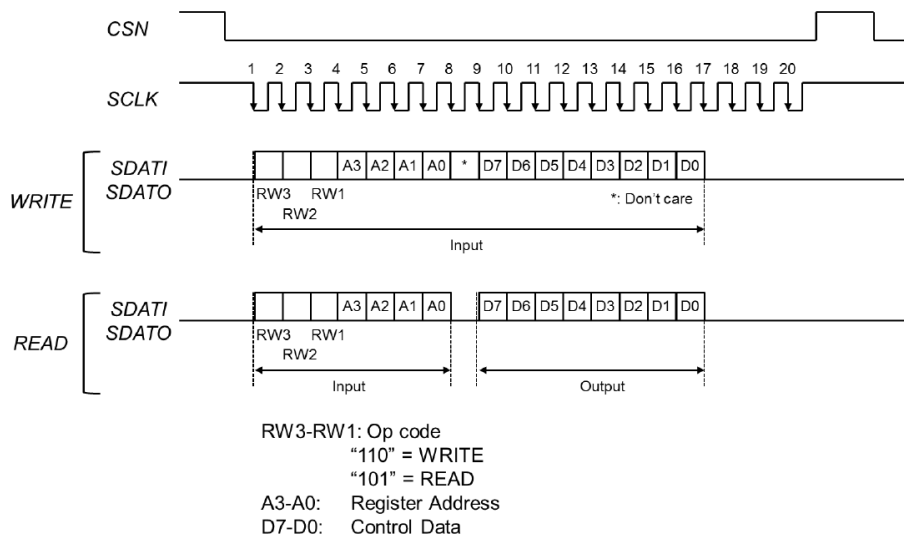 CSN
1 2 3 4 5 6 7 8 9 10 11 12 13 14 15 16 17 18 19 20
SCLK
WRITE
SDATI
SDATO
A3 A2 A1 A0 * D7 D6 D5 D4 D3 D2 D1 D0
RW3 RW1
RW2
*: Don't care
Input
READ
SDATI
SDATO
A3 A2 A1 A0 D7 D6 D5 D4 D3 D2 D1 D0
RW3 RW1
RW2
Input Output
RW3-RW1: Op code
“110” = WRITE
“101” = READ
A3-A0: Register Address
D7-D0: Control Data